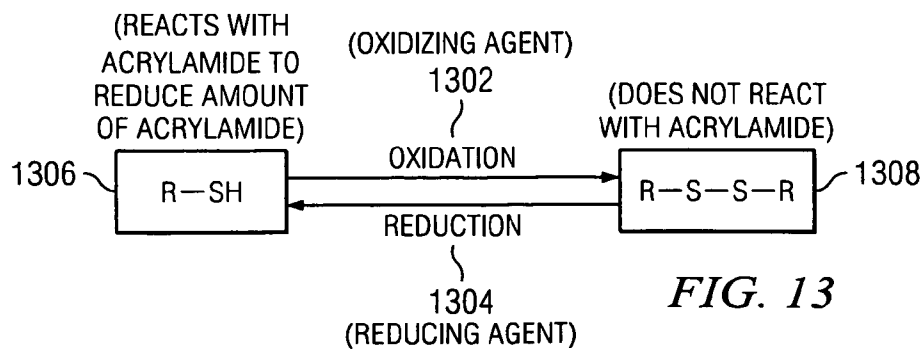 (REACTS WITH
ACRYLAMIDE TO
REDUCE AMOUNT
OF ACRYLAMIDE)
1306
R—SH
(OXIDIZING AGENT)
1302
OXIDATION
REDUCTION
1304
(REDUCING AGENT)
(DOES NOT REACT
WITH ACRYLAMIDE)
R—S—S—R
1308
FIG. 13